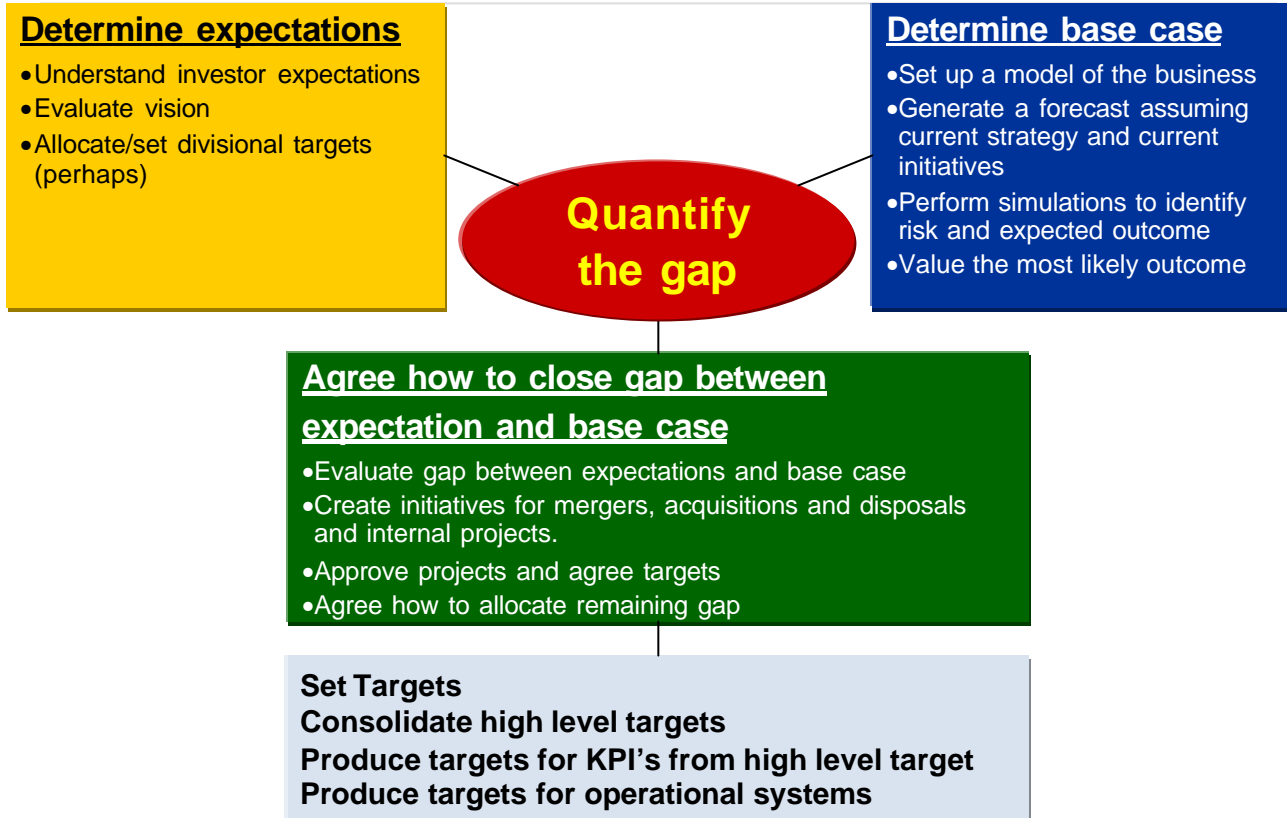 Determine expectations
•Understand investor expectations
•Evaluate vision
•Allocate/set divisional targets
(perhaps)
Determine base case
•Set up a model of the business
•Generate a forecast assuming
current strategy and current
initiatives
•Perform simulations to identify
risk and expected outcome
•Value the most likely outcome
Quantify
the gap
Agree how to close gap between
expectation and base case
•Evaluate gap between expectations and base case
•Create initiatives for mergers, acquisitions and disposals
and internal projects.
•Approve projects and agree targets
•Agree how to allocate remaining gap
Set Targets
Consolidate high level targets
Produce targets for KPI's from high level target
Produce targets for operational systems